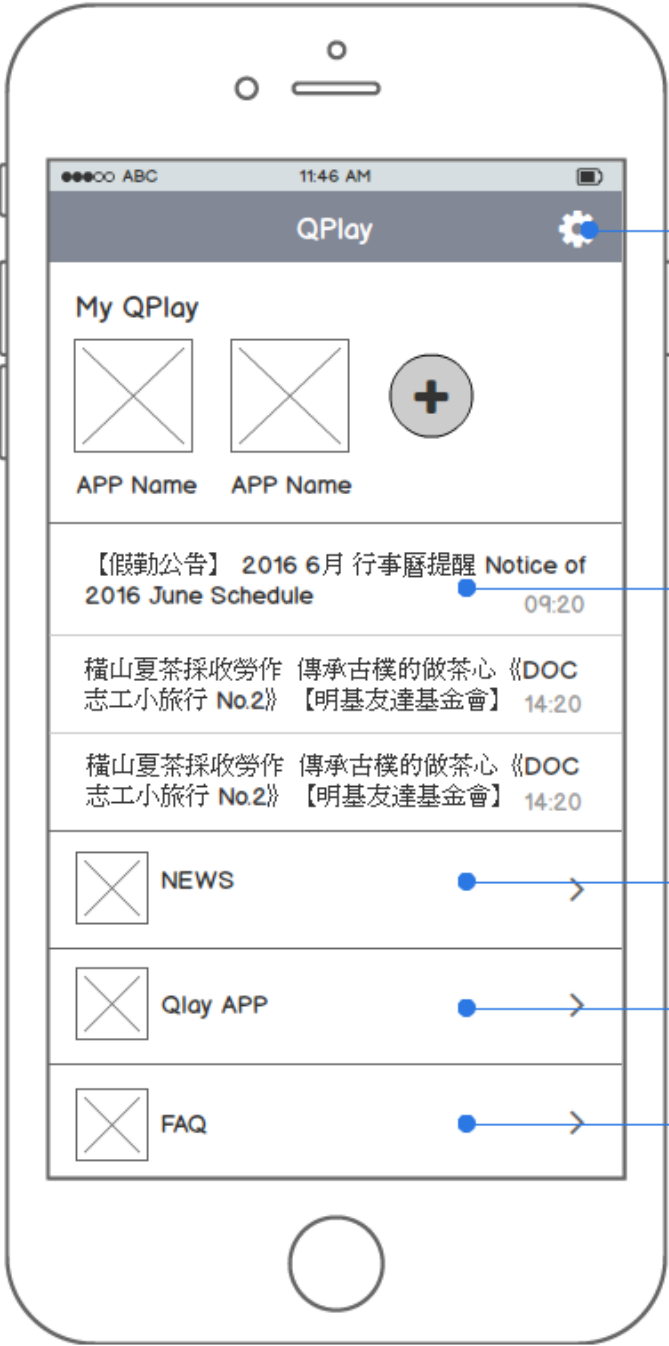 ABC 11:46 AM
QPlay
My QPlay
APP Name APP Name
【假勤公告】 2016 6月 行事曆提醒 Notice of
2016 June Schedule 09:20
橫山夏茶採收勞作 傳承古樸的做茶心《DOC
志工小旅行 No.2》【明基友達基金會】 14:20
橫山夏茶採收勞作 傳承古樸的做茶心《DOC
志工小旅行 No.2》【明基友達基金會】 14:20
NEWS
Qlay APP
FAQ